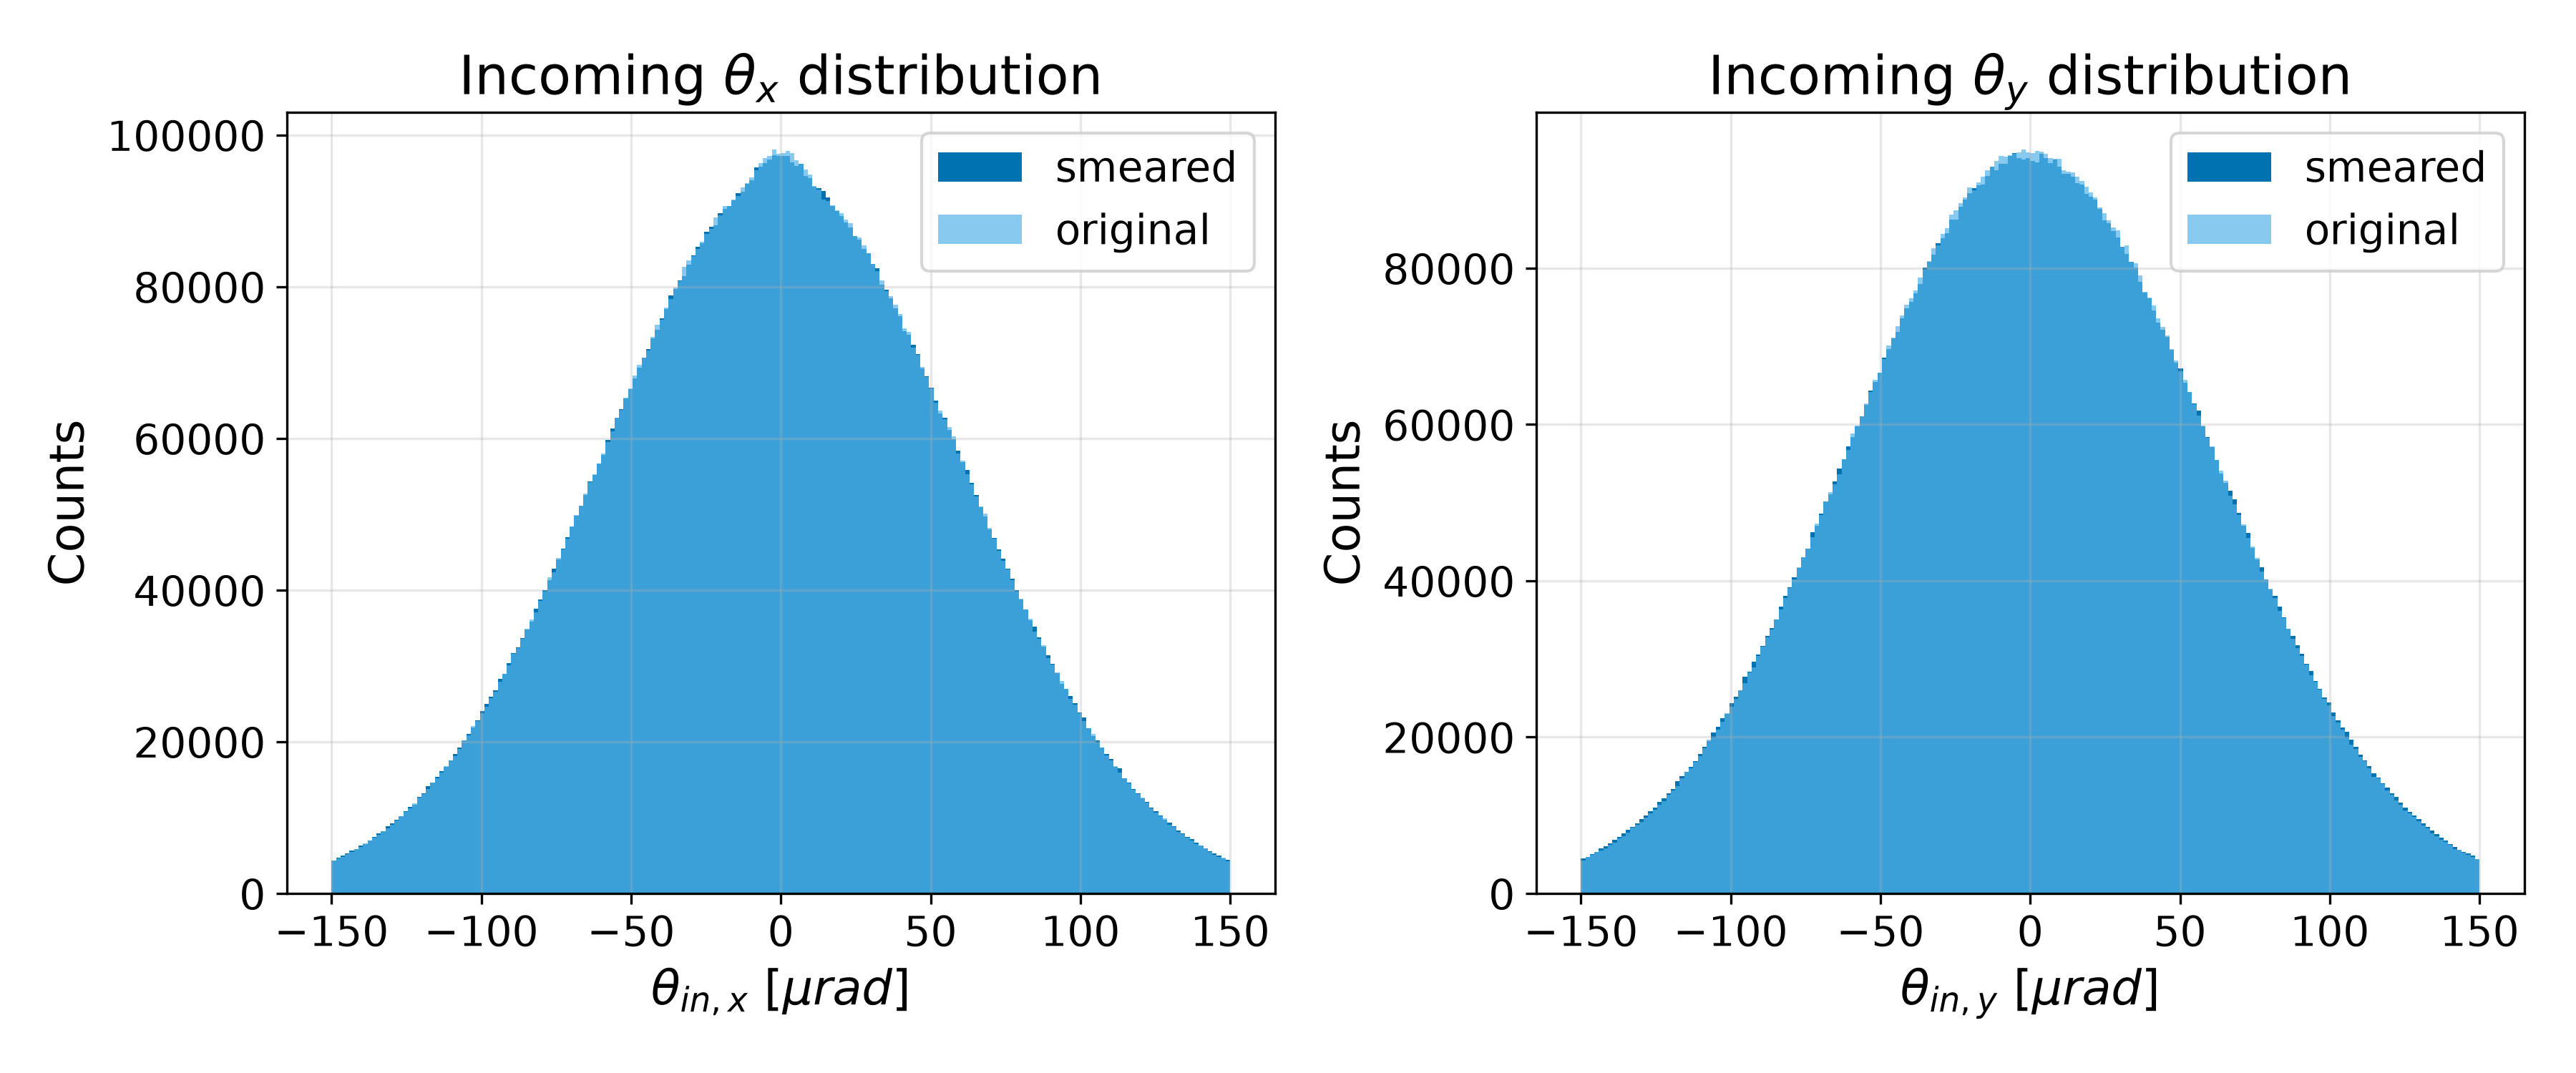 Incoming θx distribution
100000
80000
60000
40000
20000
0
Counts
−150 −100 −50 0 50 100 150
θin, x [μrad]
smeared
original
Incoming θy distribution
80000
60000
40000
20000
0
Counts
−150 −100 −50 0 50 100 150
θin, y [μrad]
smeared
original